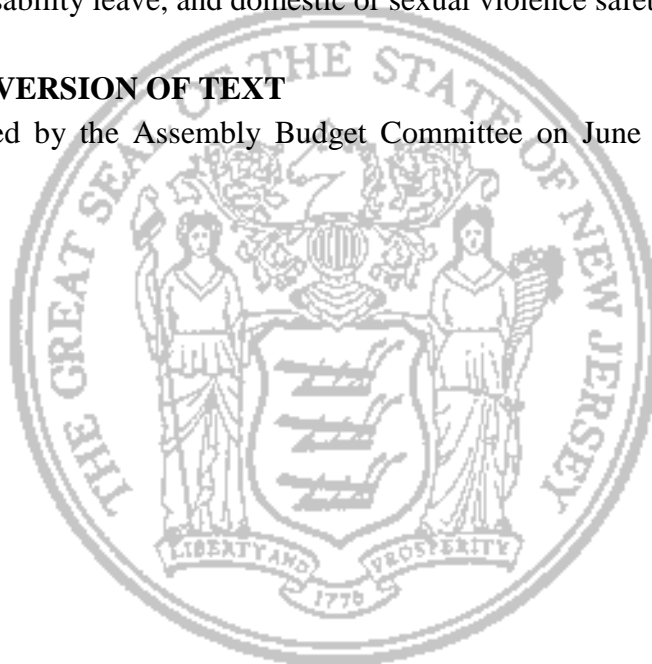 sability leave, and domestic or sexual violence safet
VERSION OF TEXT
ed by the Assembly Budget Committee on June
THE GREAT SEAL OF THE STATE OF NEW JERSEY
LIBERTY AND PROSPERITY
1776